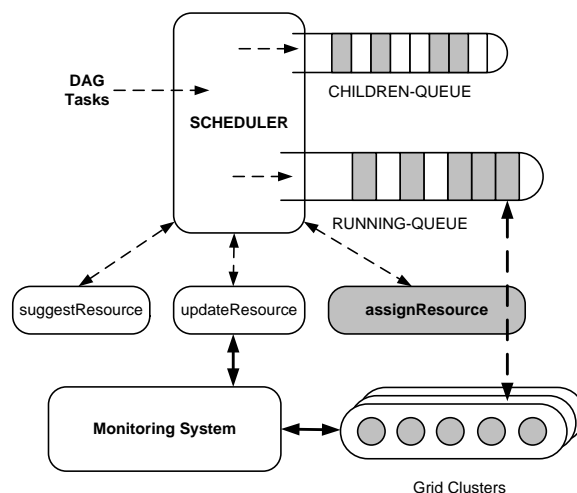 DAG
Tasks
SCHEDULER
CHILDREN-QUEUE
RUNNING-QUEUE
suggestResource
updateResource
assignResource
Monitoring System
Grid Clusters